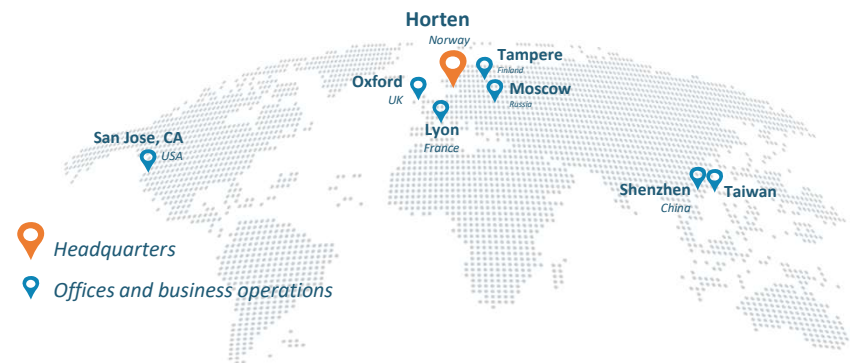 Horten
Norway
Tampere
Finland
Oxford
UK
Moscow
Russia
Lyon
France
San Jose, CA
USA
Shenzhen
China
Taiwan
Headquarters
Offices and business operations